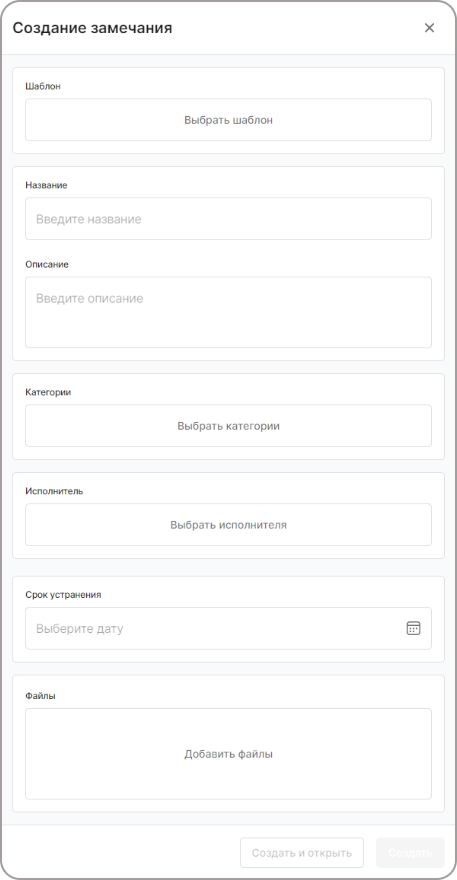 Создание замечания
Шаблон
Выбрать шаблон
Название
Введите название
Описание
Введите описание
Категории
Выбрать категории
Исполнитель
Выбрать исполнителя
Срок устранения
Выберите дату
Файлы
Добавить файлы
Создать и открыть
Создать